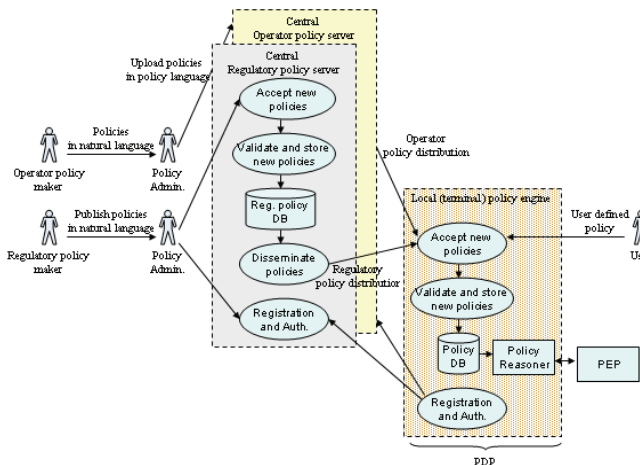 Central
Operator policy server
Central
Regulatory policy server
Upload policies
in policy language
Accept new
policies
Policies
in natural language
Operator policy
maker
Policy
Admin.
Validate and store
new policies
Operator
policy distribution
Reg. policy
DB
Local (terminal) policy engine
Publish policies
in natural language
Regulatory policy
maker
Policy
Admin.
Disseminate
policies
Regulatory
policy distribution
Accept new
policies
User defined
policy
Validate and store
new policies
Registration
and Auth.
Policy
DB
Policy
Reasoner
PEP
Registration
and Auth.
PDP